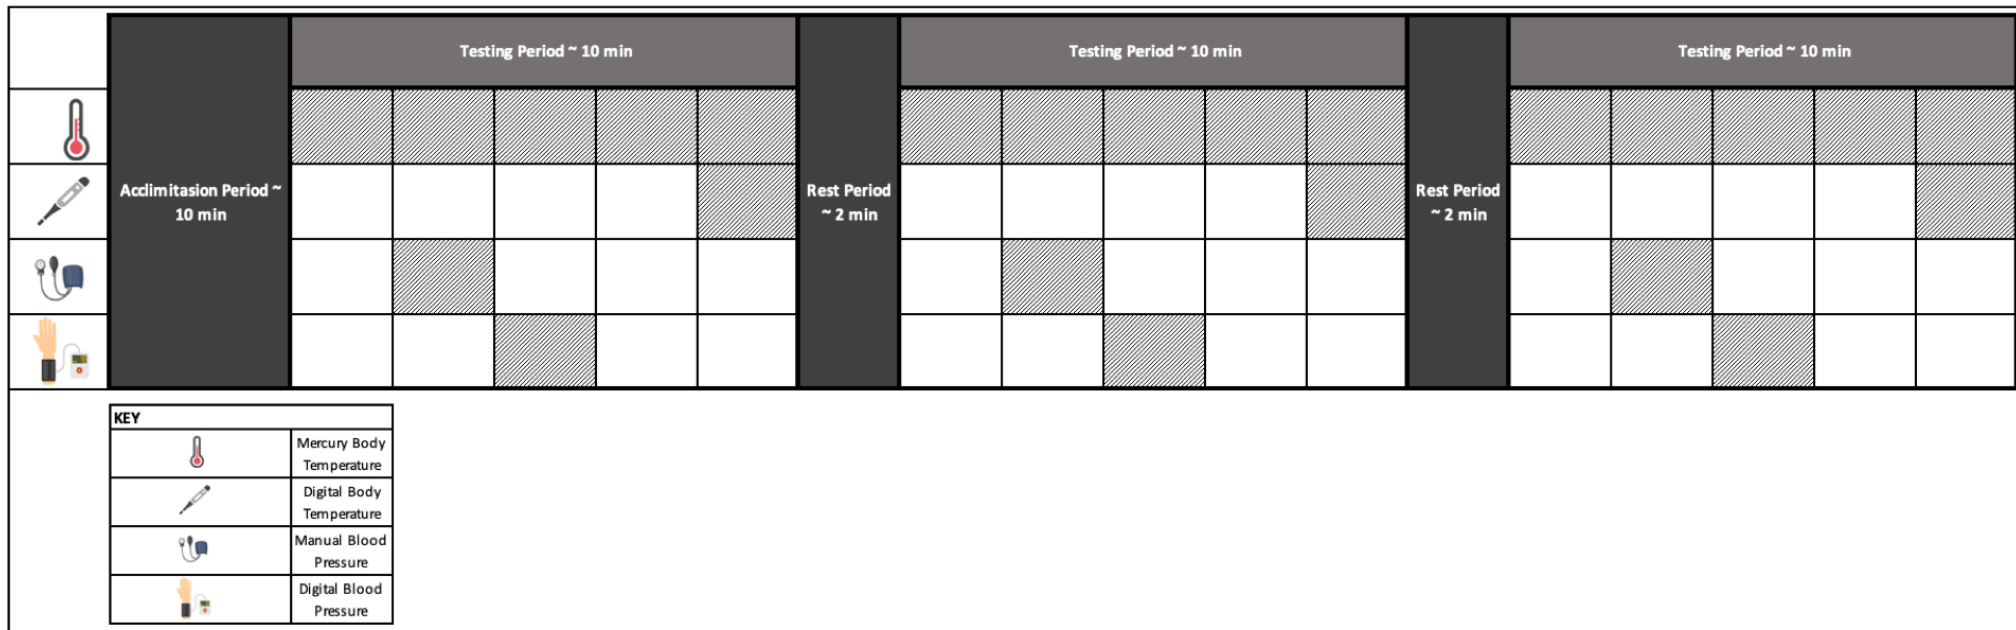 Testing Period ~ 10 min
Testing Period ~ 10 min
Testing Period ~ 10 min
Acclimitasion Period ~
10 min
Rest Period
~ 2 min
Rest Period
~ 2 min
KEY
Mercury Body
Temperature
Digital Body
Temperature
Manual Blood
Pressure
Digital Blood
Pressure